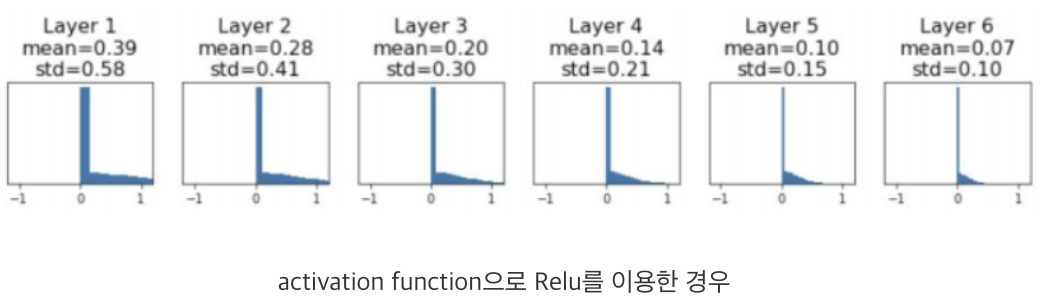 Layer 1 Layer 2 Layer 3 Layer 4 Layer 5 Layer 6
mean=0.39 mean=0.28 mean=0.20 mean=0.14 mean=0.10 mean=0.07
std=0.58 std=0.41 std=0.30 std=0.21 std=0.15 std=0.10
−1 0 1 −1 0 1 −1 0 1 −1 0 1 −1 0 1 −1 0 1
activation function으로 Relu를 이용한 경우